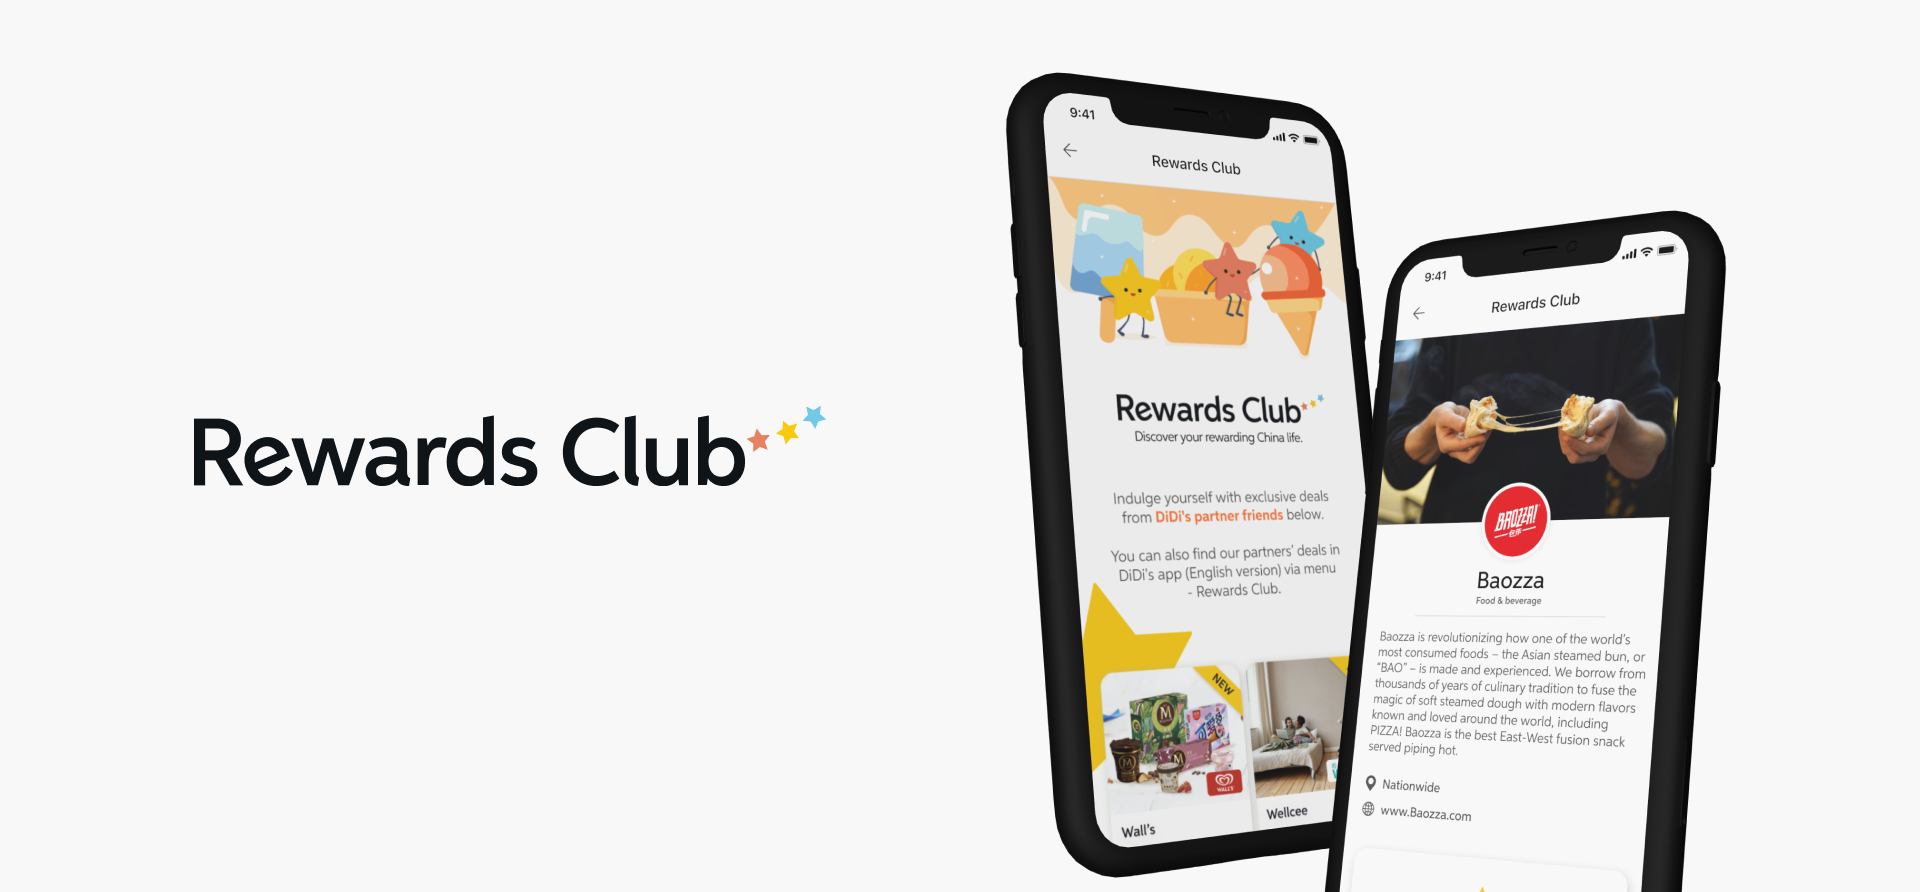 Rewards Club
9:41
Rewards Club
Rewards Club
Discover your rewarding China life.
Indulge yourself with exclusive deals
from DiDi's partner friends below.
You can also find our partners' deals in
DiDi's app (English version) via menu
- Rewards Club.
NEW
M
M
WALL'S
Wall's
Wellcee
9:41
Rewards Club
BAOZZA!
Baozza
Food & beverage
Baozza is revolutionizing how one of the world's
most consumed foods – the Asian steamed bun, or
“BAO” – is made and experienced. We borrow from
thousands of years of culinary tradition to fuse the
magic of soft steamed dough with modern flavors
known and loved around the world, including
PIZZA! Baozza is the best East-West fusion snack
served piping hot.
Nationwide
www.Baozza.com